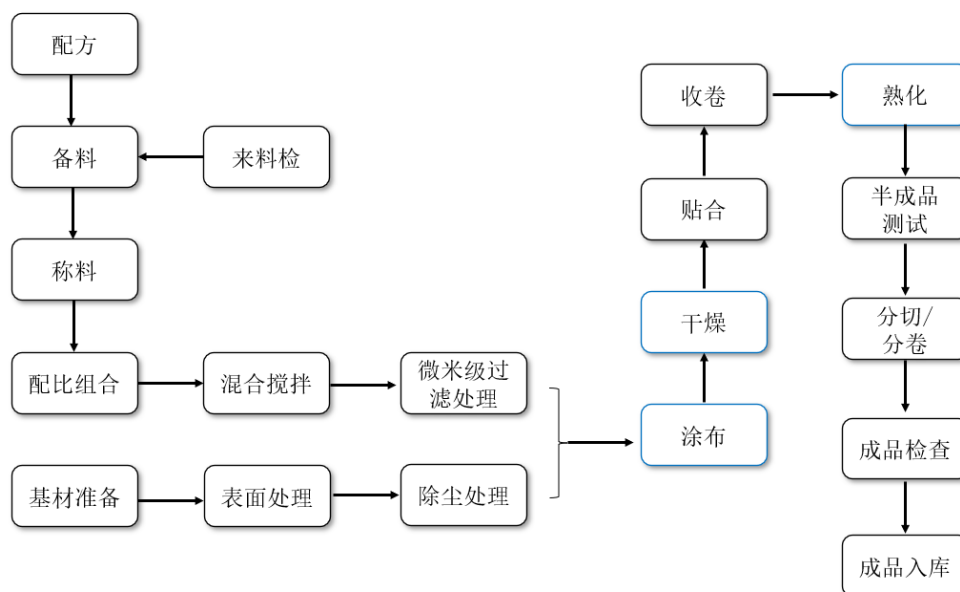 配方
备料
来料检
称料
配比组合
混合搅拌
微米级过
滤处理
基材准备
表面处理
除尘处理
涂布
干燥
贴合
收卷
熟化
半成品
测试
分切/
分卷
成品检查
成品入库